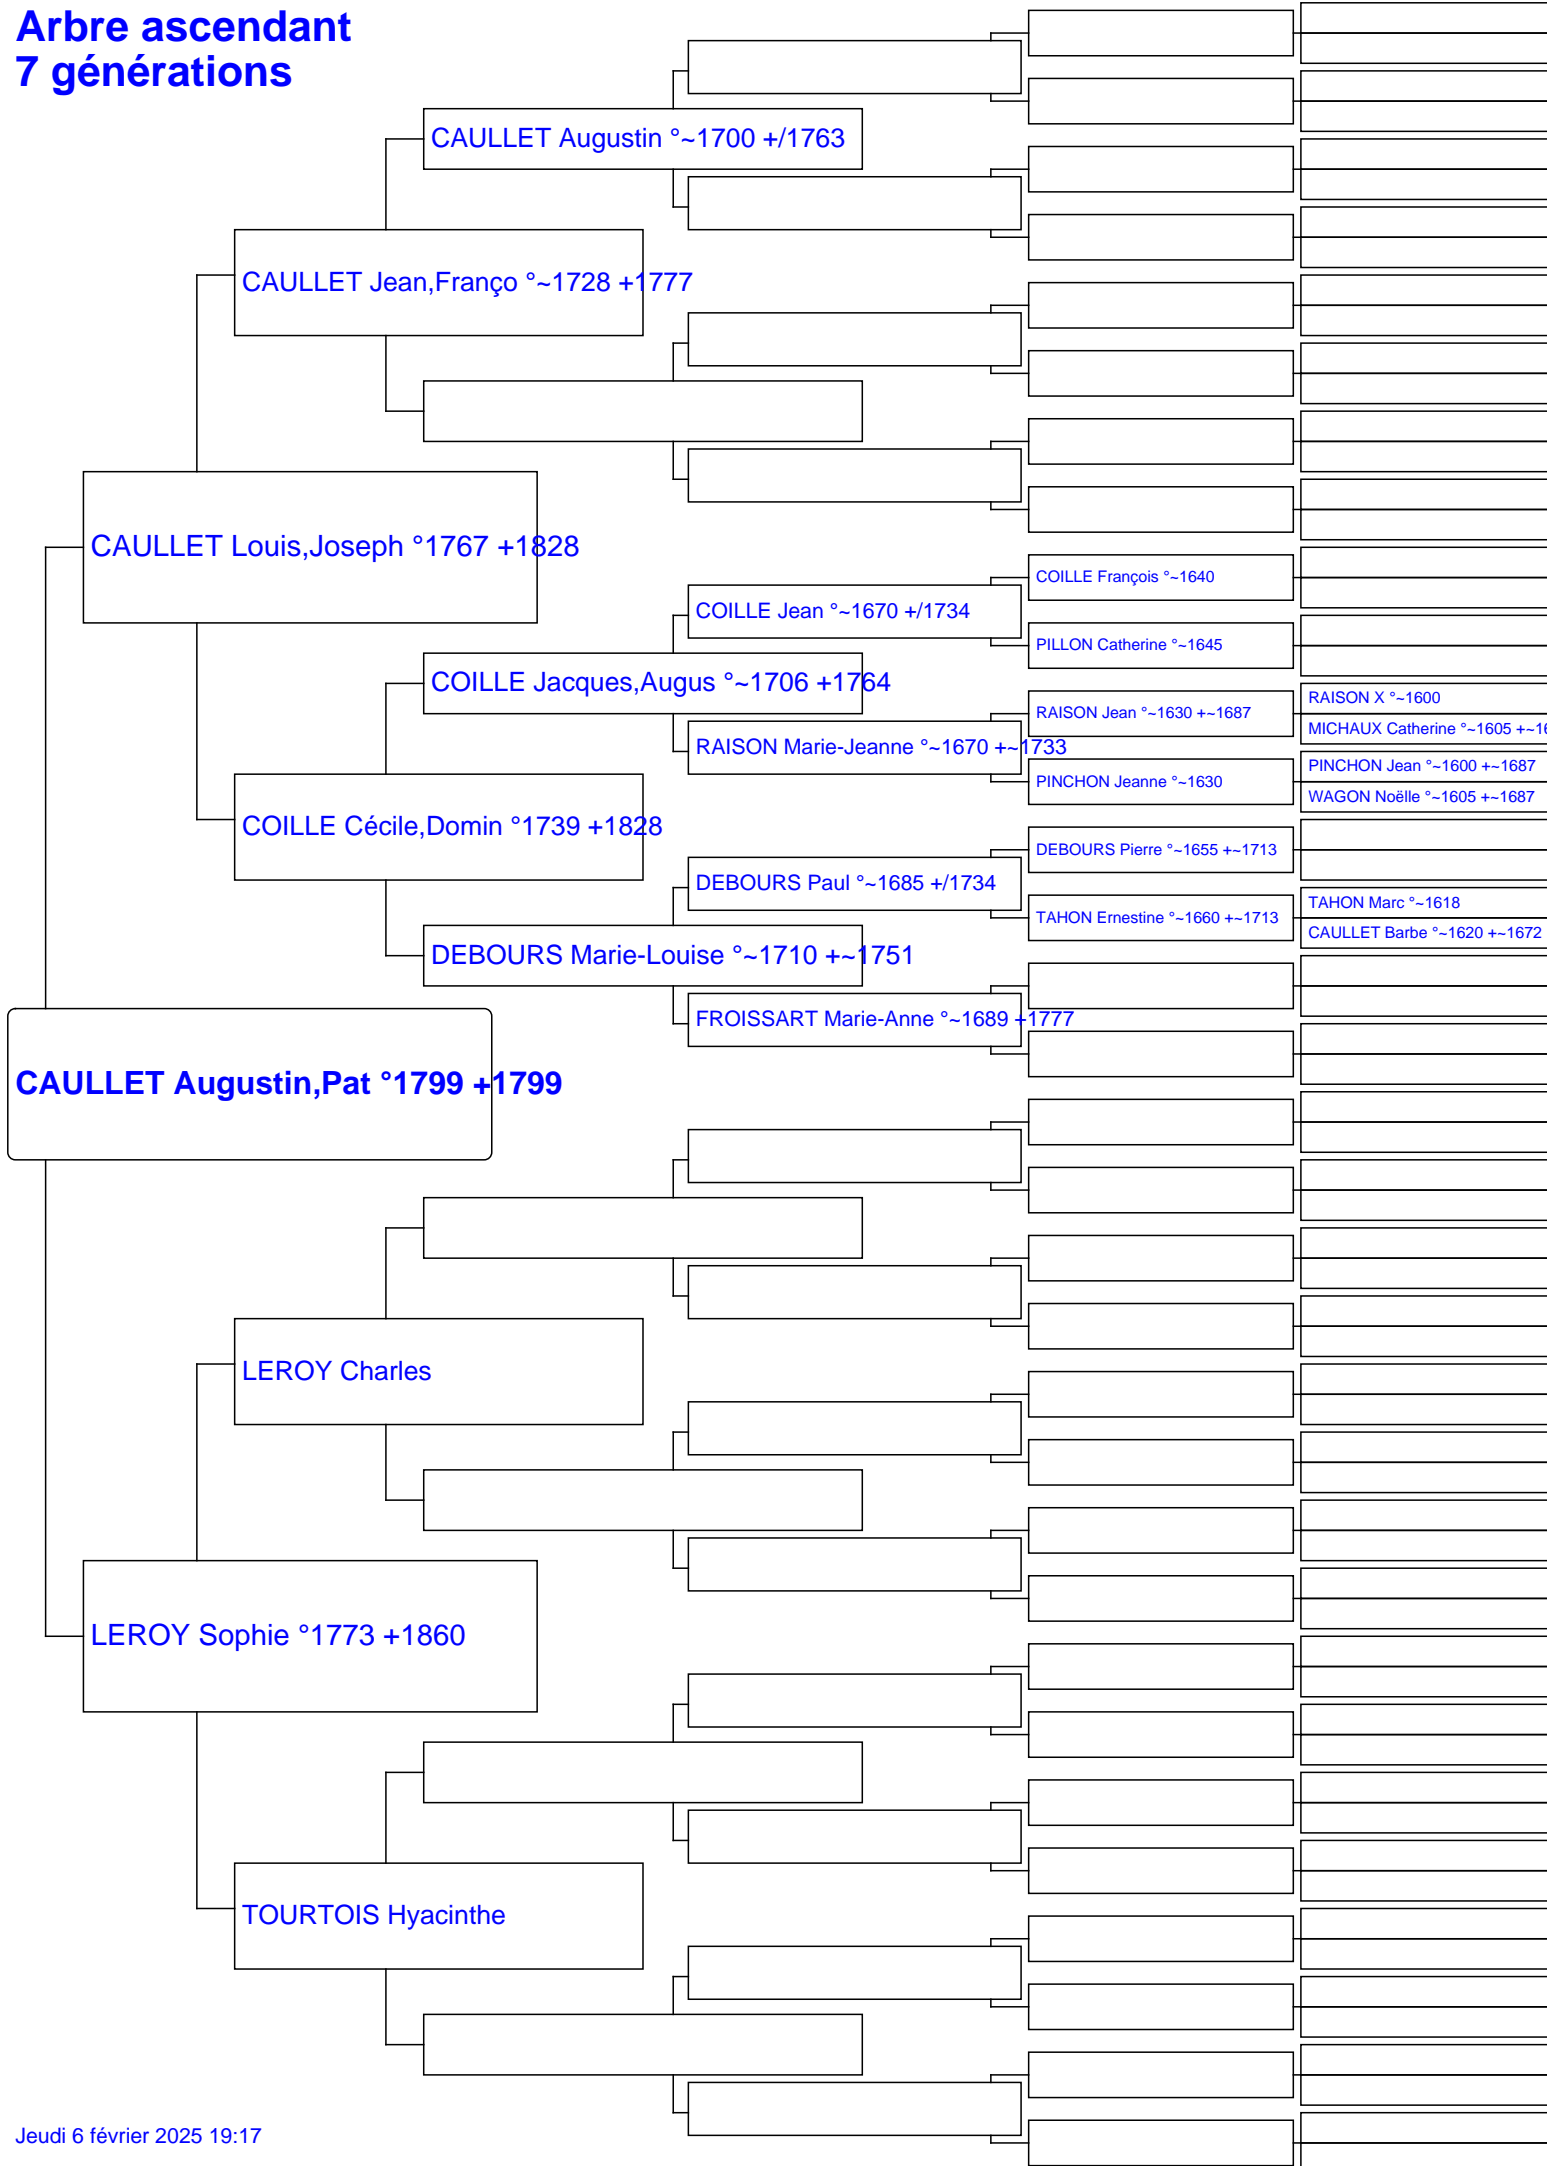 Arbre ascendant
7 générations
CAULLET Augustin °~1700 +/1763
CAULLET Jean,Franço °~1728 +1777
CAULLET Louis,Joseph °1767 +1828
COILLE François °~1640
COILLE Jean °~1670 +/1734
PILLON Catherine °~1645
COILLE Jacques,Augus °~1706 +1764
RAISON X °~1600
RAISON Jean °~1630 +~1687
MICHAUX Catherine °~1605 +~16
RAISON Marie-Jeanne °~1670 +~1733
PINCHON Jean °~1600 +~1687
PINCHON Jeanne °~1630
WAGON Noëlle °~1605 +~1687
COILLE Cécile,Domin °1739 +1828
DEBOURS Pierre °~1655 +~1713
DEBOURS Paul °~1685 +/1734
TAHON Marc °~1618
TAHON Ernestine °~1660 +~1713
CAULLET Barbe °~1620 +~1672
DEBOURS Marie-Louise °~1710 +~1751
FROISSART Marie-Anne °~1689 +1777
CAULLET Augustin,Pat °1799 +1799
LEROY Charles
LEROY Sophie °1773 +1860
TOURTOIS Hyacinthe
Jeudi 6 février 2025 19:17